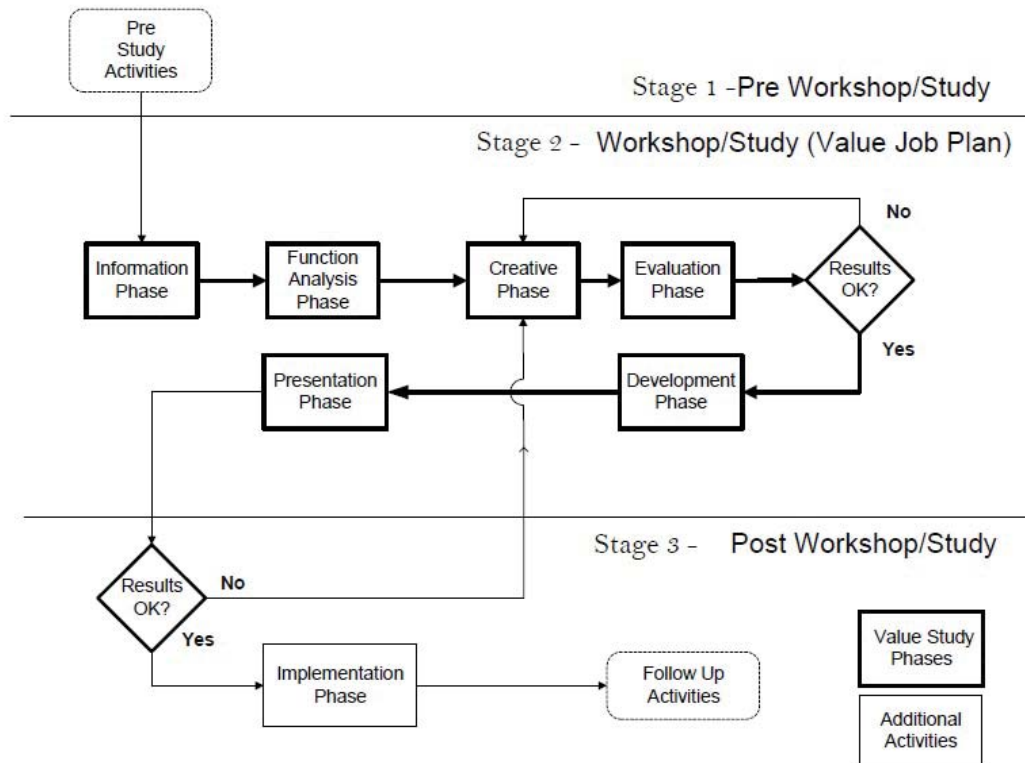 Pre
Study
Activities
Stage 1 -Pre Workshop/Study
Stage 2 - Workshop/Study (Value Job Plan)
No
Information
Phase
Function
Analysis
Phase
Creative
Phase
Evaluation
Phase
Results
OK?
Yes
Presentation
Phase
Development
Phase
Stage 3 - Post Workshop/Study
Results
OK?
No
Yes
Implementation
Phase
Follow Up
Activities
Value Study
Phases
Additional
Activities